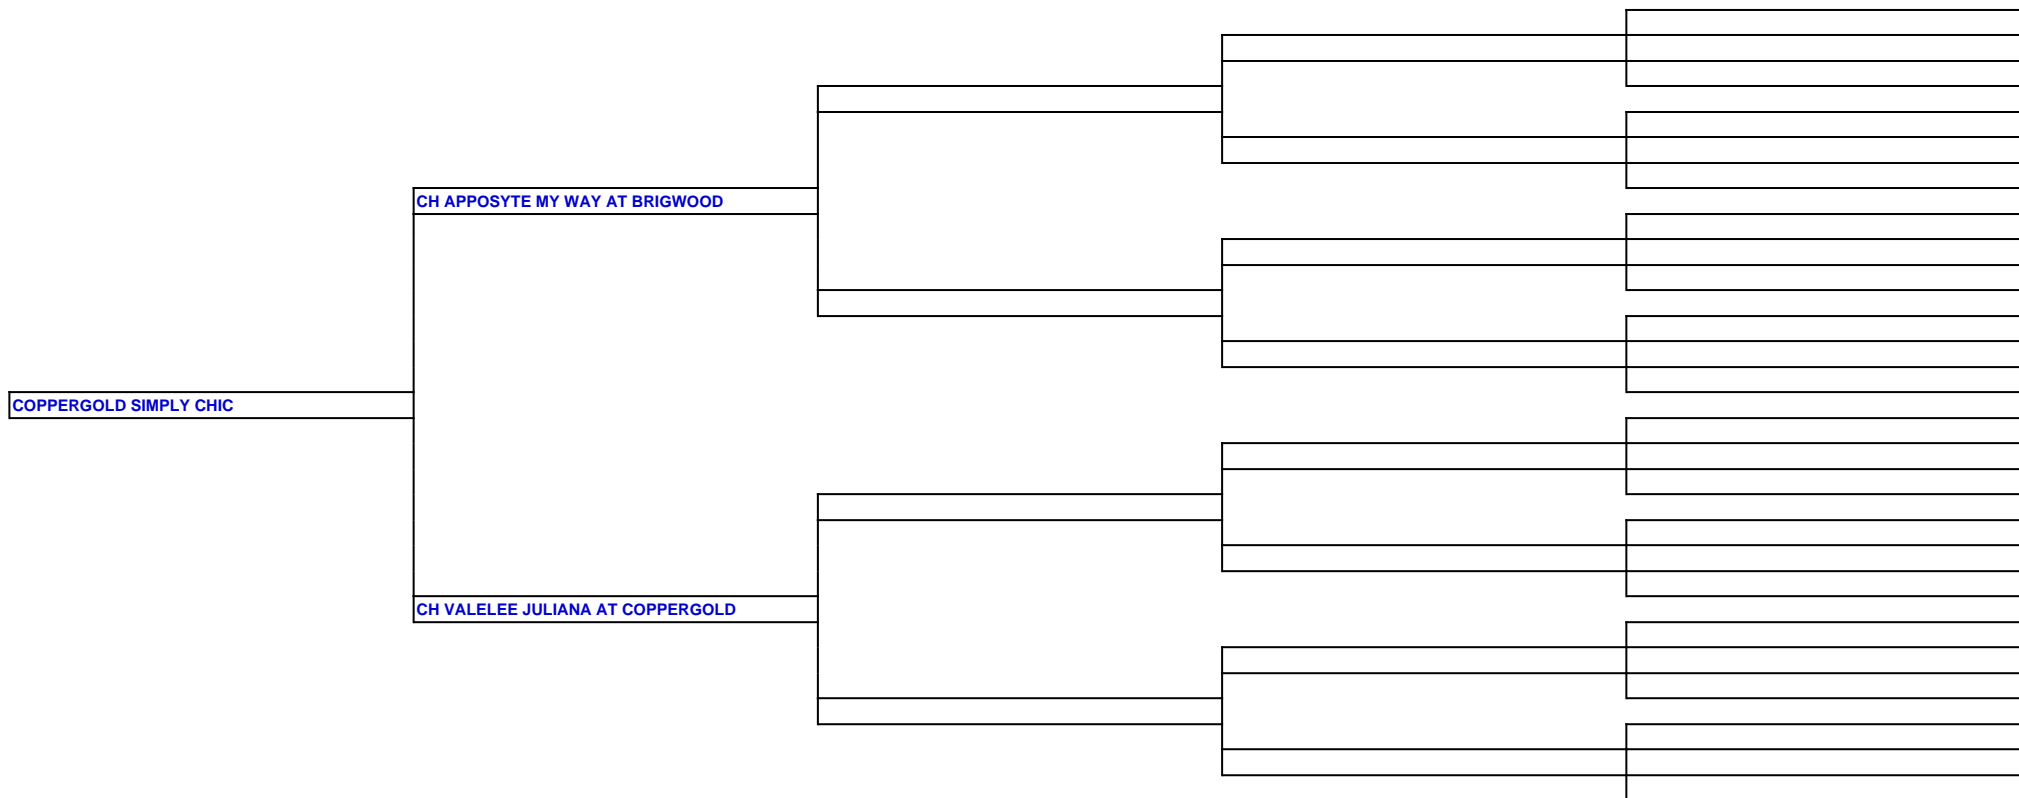 CH APPOSYTE MY WAY AT BRIGWOOD
COPPERGOLD SIMPLY CHIC
CH VALELEE JULIANA AT COPPERGOLD